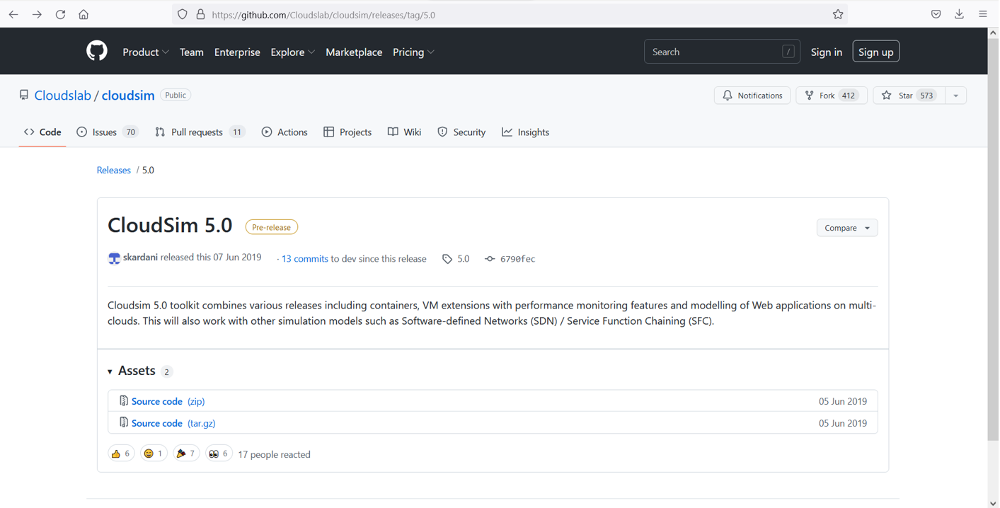 https://github.com/Cloudslab/cloudsim/releases/tag/5.0
Product Team Enterprise Explore Marketplace Pricing Search / Sign in Sign up
Cloudslab / cloudsim Public Notifications Fork 412 Star 573
Code Issues 70 Pull requests 11 Actions Projects Wiki Security Insights
Releases / 5.0
CloudSim 5.0 Pre-release Compare
skardani released this 07 Jun 2019 · 13 commits to dev since this release 5.0 6790fec
Cloudsim 5.0 toolkit combines various releases including containers, VM extensions with performance monitoring features and modelling of Web applications on multi-
clouds. This will also work with other simulation models such as Software-defined Networks (SDN) / Service Function Chaining (SFC).
Assets 2
Source code (zip) 05 Jun 2019
Source code (tar.gz) 05 Jun 2019
6 1 7 6 17 people reacted